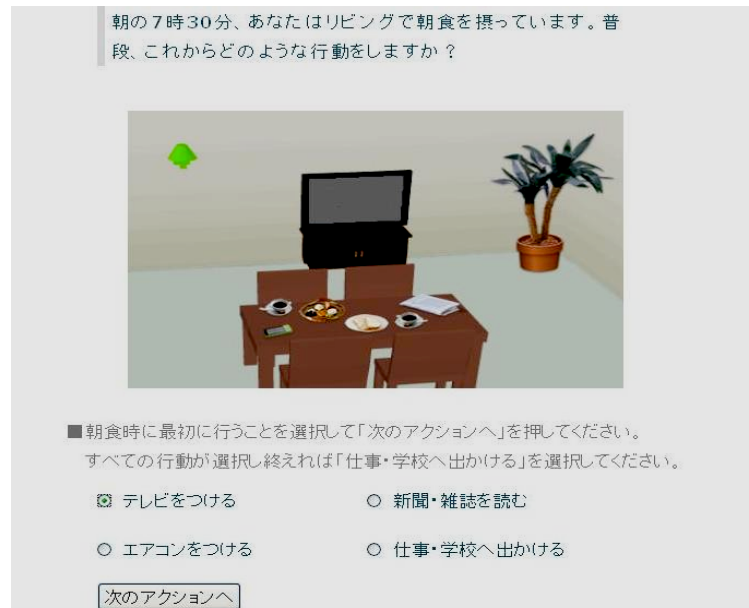 朝の7時30分、あなたはリビングで朝食を摂っています。普
段、これからどのような行動をしますか?
■朝食時に最初に行うことを選択して「次のアクションへ」を押してください。
すべての行動が選択し終えれば「仕事・学校へ出かける」を選択してください。
テレビをつける
新聞・雑誌を読む
エアコンをつける
仕事・学校へ出かける
次のアクションへ